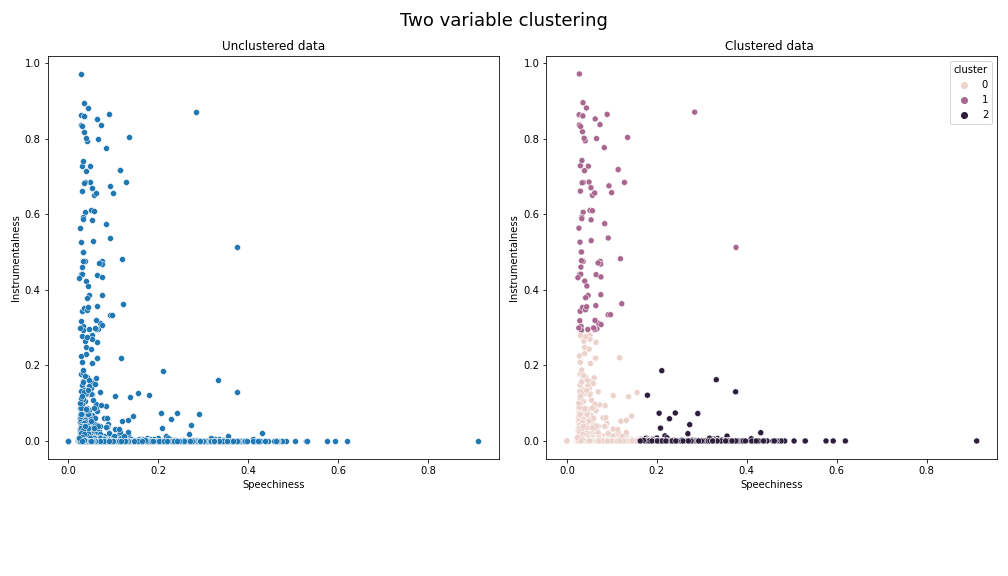 Two variable clustering
Unclustered data
1.0
0.8
0.6
0.4
0.2
0.0
Instrumentalness
0.0 0.2 0.4 0.6 0.8
Speechiness
Clustered data
cluster
0
1
2
1.0
0.8
0.6
0.4
0.2
0.0
Instrumentalness
0.0 0.2 0.4 0.6 0.8
Speechiness